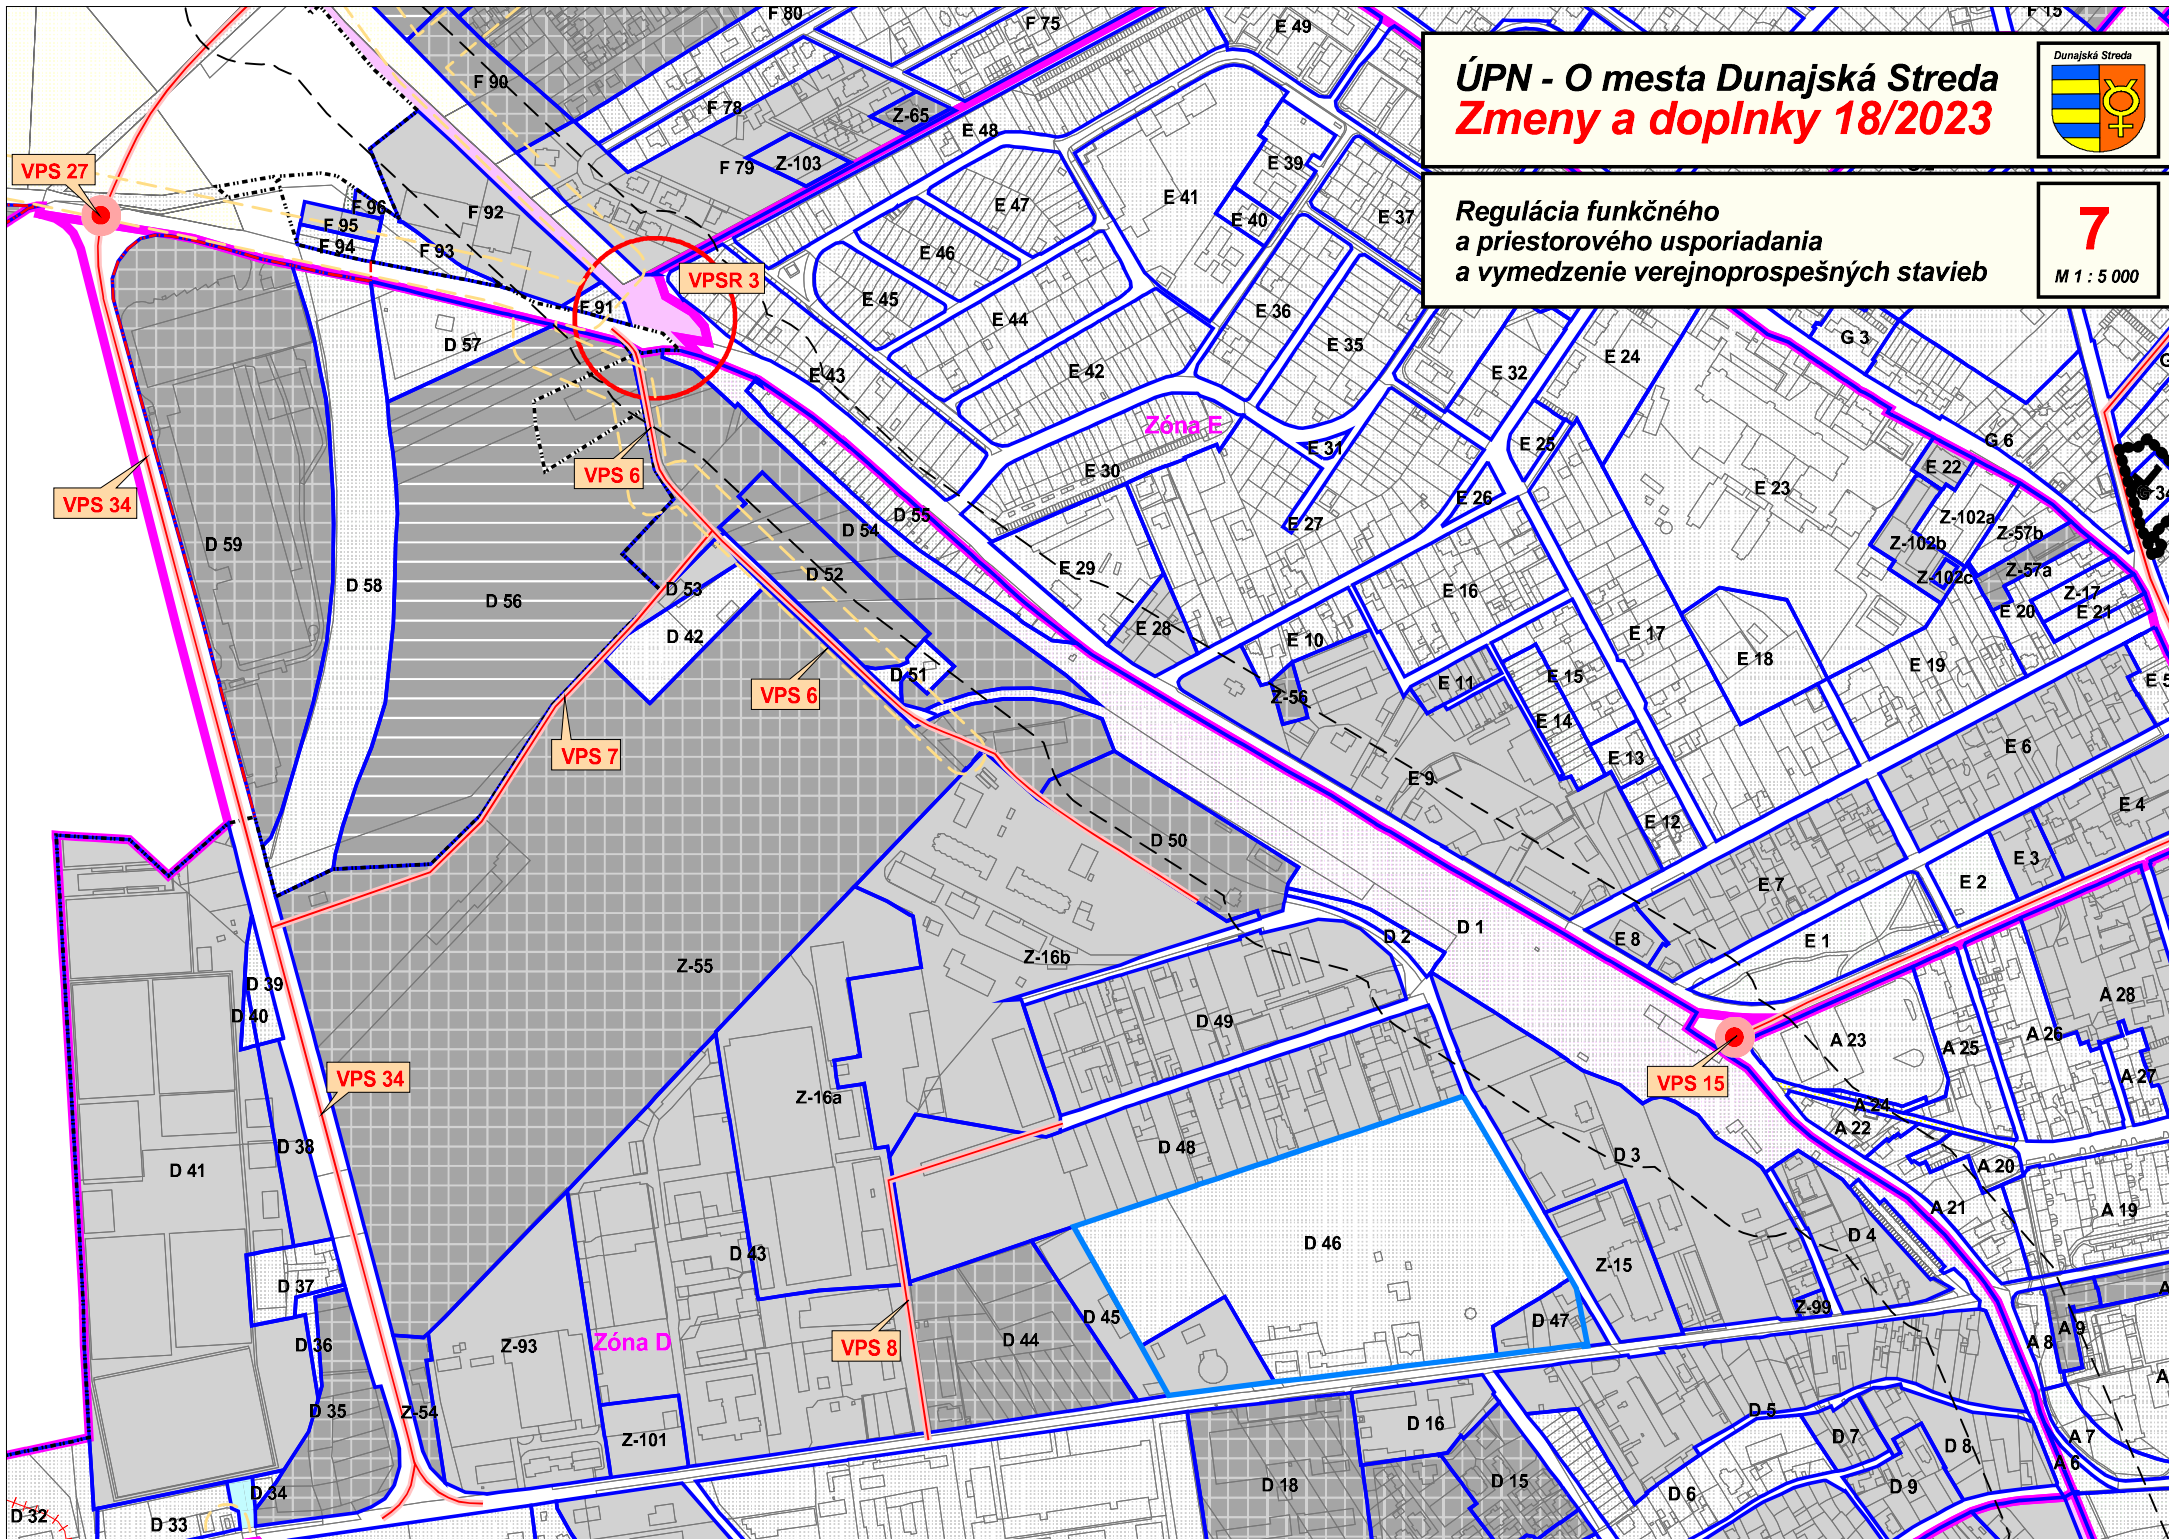 ÚPN - O mesta Dunajská Streda
Zmeny a doplnky 18/2023
Dunajská Streda
Regulácia funkčného
a priestorového usporiadania
a vymedzenie verejnoprospešných stavieb
7
M 1 : 5 000
F 80
F 75
E 49
F 15
F 90
F 78
Z-65
E 48
F 79
Z-103
E 39
VPS 27
F 96
F 95
F 94
F 92
F 93
E 47
E 41
E 40
E 37
E 46
VPSR 3
F 91
E 45
E 44
E 36
E 35
D 57
E 43
E 42
E 32
E 24
G 3
Zóna E
E 31
E 25
G 6
VPS 6
E 30
E 22
E 23
VPS 34
E 26
G 34
D 55
D 54
E 27
Z-102a
Z-57b
Z-102b
D 59
D 58
D 56
D 53
D 52
E 29
Z-57a
Z-102c
Z-17
E 16
E 20
E 21
D 42
E 28
E 10
E 17
E 18
E 19
D 51
VPS 6
E 11
E 15
Z-56
E 14
E 5
VPS 7
E 13
E 6
E 9
E 12
E 4
D 50
E 3
E 7
E 2
D 1
D 2
E 8
E 1
Z-55
Z-16b
D 39
D 40
D 49
A 28
A 23
A 25
A 26
VPS 34
VPS 15
A 27
Z-16a
A 24
A 22
D 38
D 41
D 48
D 3
A 20
A 21
A 19
D 43
D 46
D 4
Z-15
D 37
Z-99
D 45
D 47
D 36
Z-93
Zóna D
VPS 8
D 44
A 8
A 9
D 35
Z-54
Z-101
D 16
D 5
D 7
D 8
A 7
A 6
D 34
D 32
D 33
D 18
D 15
D 6
D 9